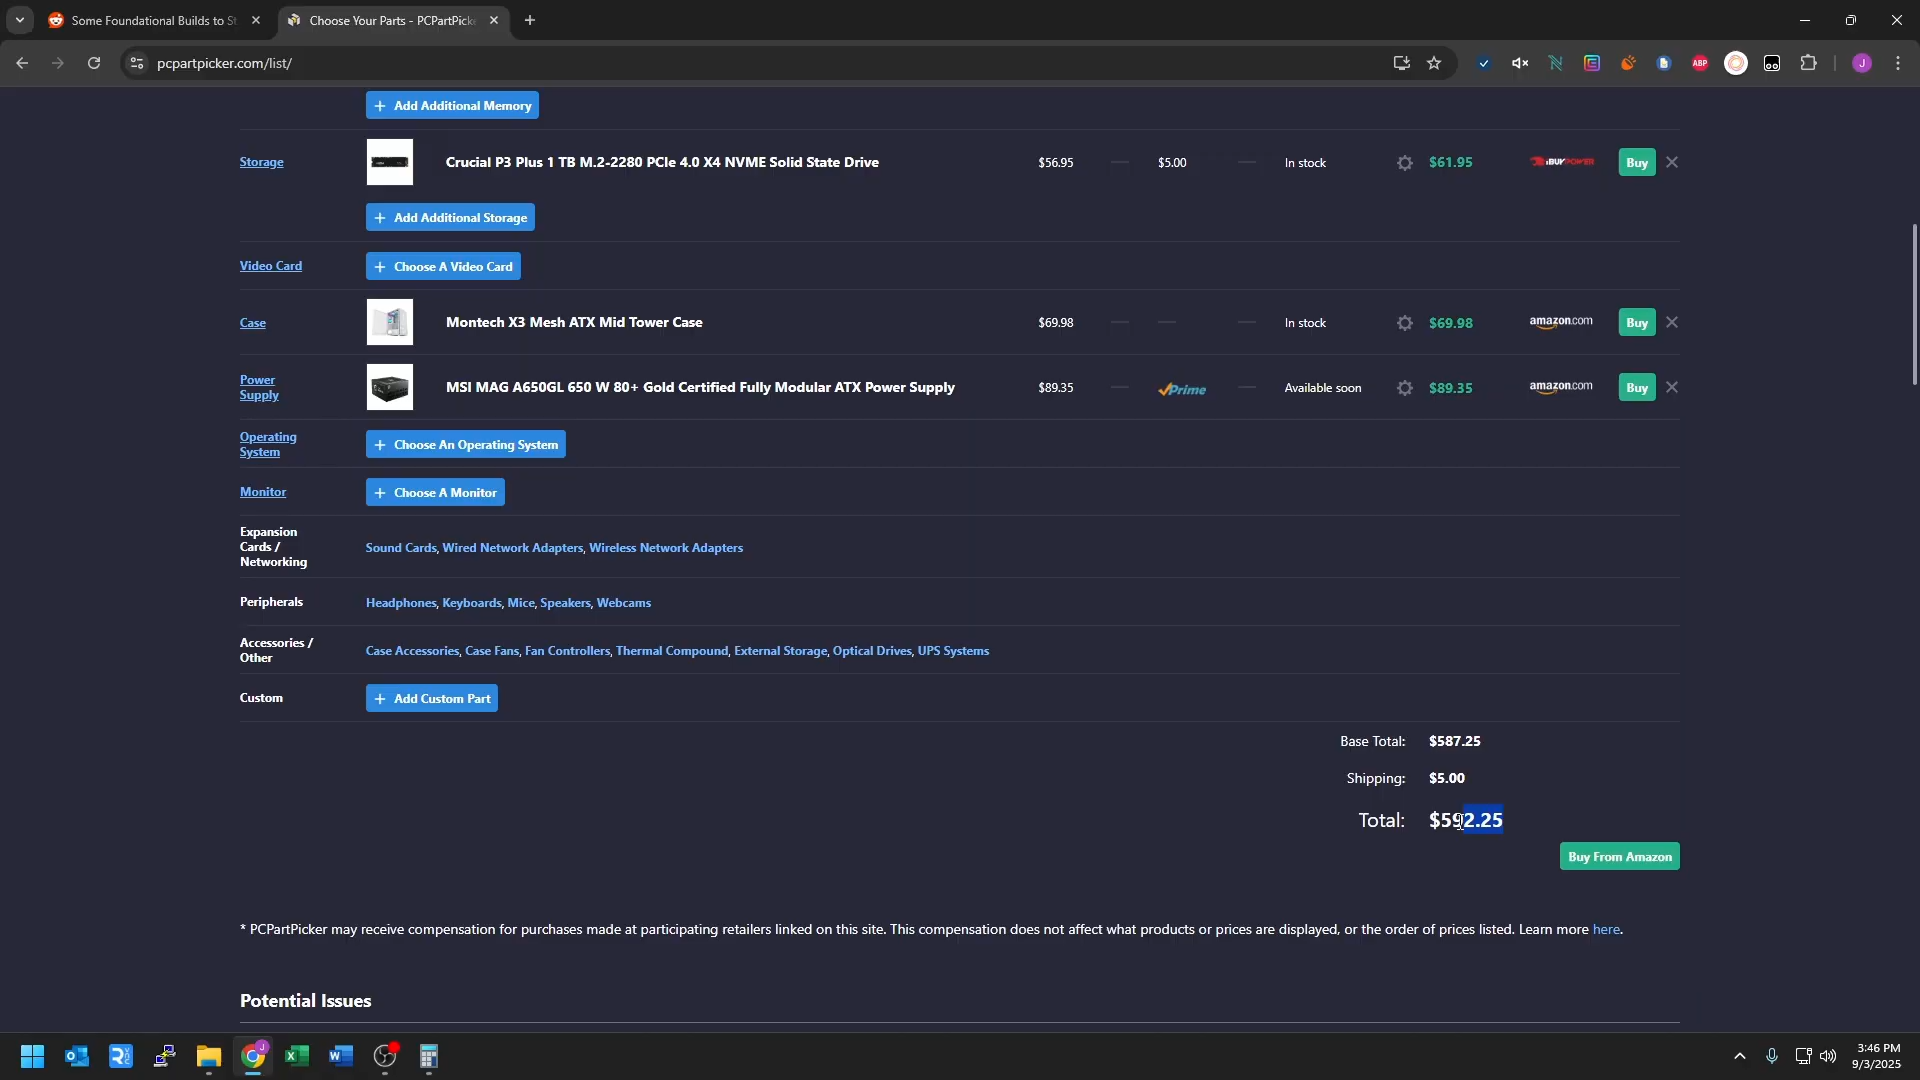 Some Foundational Builds to St
Choose Your Parts - PCPartPicke
pcpartpicker.com/list/
ABP
J
Add Additional Memory
Storage
Crucial P3 Plus 1 TB M.2-2280 PCIe 4.0 X4 NVME Solid State Drive
$56.95
$5.00
In stock
$61.95
iBUYPOWER
Buy
Add Additional Storage
Video Card
Choose A Video Card
Case
Montech X3 Mesh ATX Mid Tower Case
$69.98
In stock
$69.98
amazon.com
Buy
Power
Supply
MSI MAG A650GL 650 W 80+ Gold Certified Fully Modular ATX Power Supply
$89.35
Prime
Available soon
$89.35
amazon.com
Buy
Operating
System
Choose An Operating System
Monitor
Choose A Monitor
Expansion
Cards /
Networking
Sound Cards, Wired Network Adapters, Wireless Network Adapters
Peripherals
Headphones, Keyboards, Mice, Speakers, Webcams
Accessories /
Other
Case Accessories, Case Fans, Fan Controllers, Thermal Compound, External Storage, Optical Drives, UPS Systems
Custom
Add Custom Part
Base Total: $587.25
Shipping: $5.00
Total: $592.25
Buy From Amazon
* PCPartPicker may receive compensation for purchases made at participating retailers linked on this site. This compensation does not affect what products or prices are displayed, or the order of prices listed. Learn more here.
Potential Issues
3:46 PM
9/3/2025